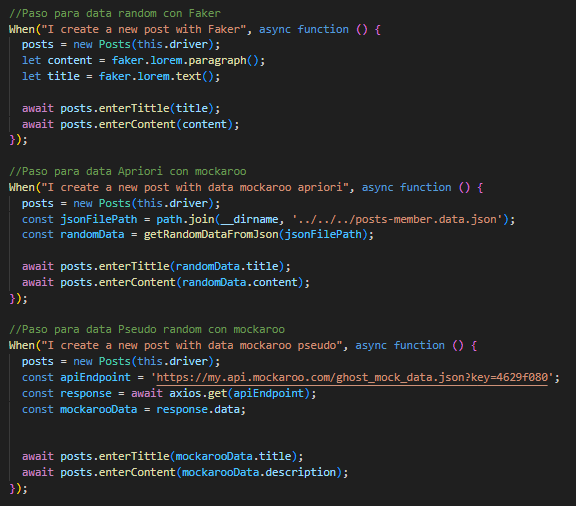 //Paso para data random con Faker
When("I create a new post with Faker", async function () {
  posts = new Posts(this.driver);
  let content = faker.lorem.paragraph();
  let title = faker.lorem.text();

  await posts.enterTittle(title);
  await posts.enterContent(content);
});

//Paso para data Apriori con mockaroo
When("I create a new post with data mockaroo apriori", async function () {
  posts = new Posts(this.driver);
  const jsonFilePath = path.join(__dirname, '../../../posts-member.data.json');
  const randomData = getRandomDataFromJson(jsonFilePath);

  await posts.enterTittle(randomData.title);
  await posts.enterContent(randomData.content);
});

//Paso para data Pseudo random con mockaroo
When("I create a new post with data mockaroo pseudo", async function () {
  posts = new Posts(this.driver);
  const apiEndpoint = 'https://my.api.mockaroo.com/ghost_mock_data.json?key=4629f080';
  const response = await axios.get(apiEndpoint);
  const mockarooData = response.data;


  await posts.enterTittle(mockarooData.title);
  await posts.enterContent(mockarooData.description);
});